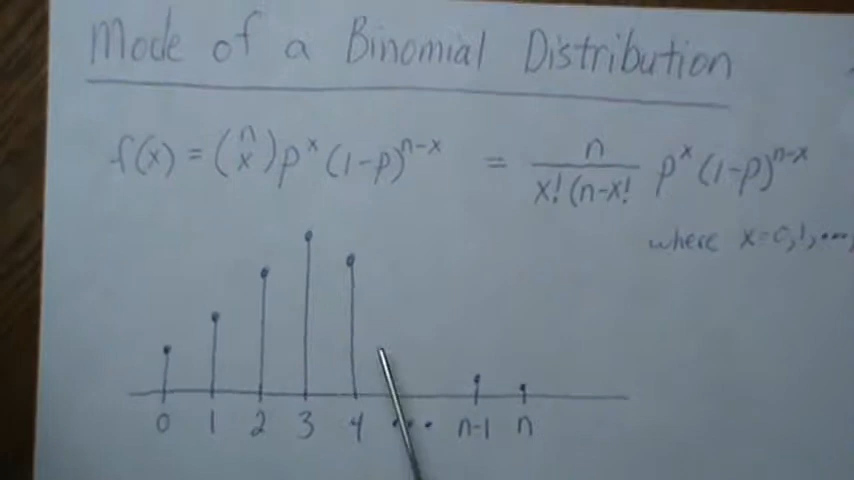 Mode of a Binomial Distribution
f(x) = (n x) p^x (1-p)^n-x = n / x! (n-x! p^x (1-p)^n-x
where x=0,1,...,
0 1 2 3 4 ... n-1 n